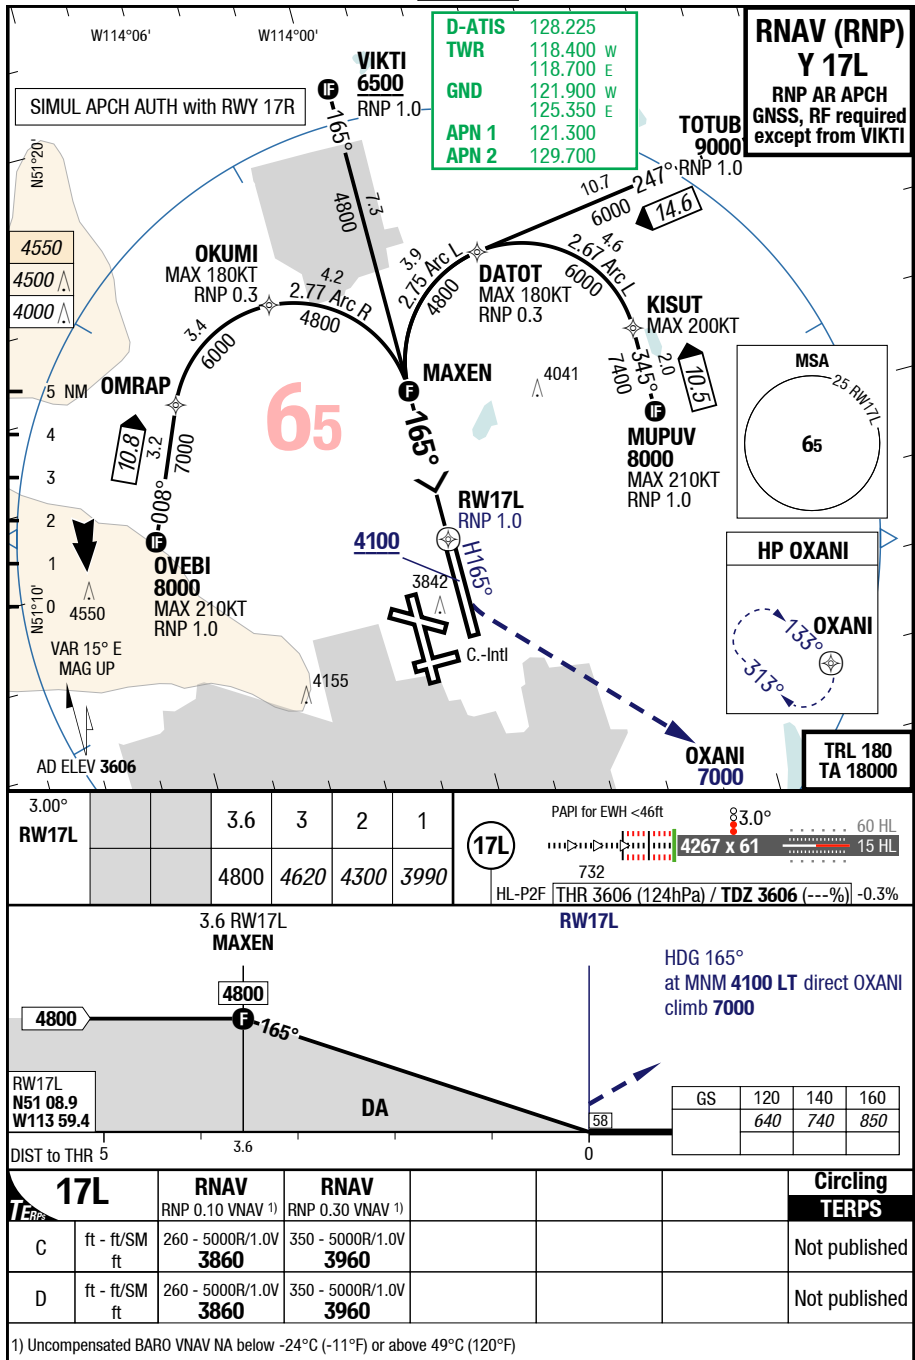 W114°06'
W114°00'
N51°20'
N51°10'
SIMUL APCH AUTH with RWY 17R
D-ATIS 128.225
TWR 118.400 W
118.700 E
GND 121.900 W
125.350 E
APN 1 121.300
APN 2 129.700
RNAV (RNP)
Y 17L
RNP AR APCH
GNSS, RF required
except from VIKTI
IF
VIKTI
6500
RNP 1.0
165°
7.3
4800
TOTUB
9000
RNP 1.0
247°
10.7
6000
14.6
4550
4500
4000
OKUMI
MAX 180KT
RNP 0.3
4.2
2.77 Arc R
4800
3.9
2.75 Arc L
4800
DATOT
MAX 180KT
RNP 0.3
4.6
2.67 Arc L
6000
KISUT
MAX 200KT
345°
2.0
7400
10.5
IF
MUPUV
8000
MAX 210KT
RNP 1.0
3.4
6000
OMRAP
10.8
3.2
7000
008°
IF
OVEBI
8000
MAX 210KT
RNP 1.0
5 NM
4
3
2
1
0
65
F
MAXEN
165°
4041
RW17L
RNP 1.0
4100
H165°
3842
C.-Intl
4550
4155
VAR 15° E
MAG UP
AD ELEV 3606
MSA
25 RW17L
65
HP OXANI
OXANI
133°
313°
OXANI
7000
TRL 180
TA 18000
3.00°
RW17L
3.6 3 2 1
4800 4620 4300 3990
17L
PAPI for EWH <46ft
3.0°
4267 x 61
60 HL
15 HL
732
HL-P2F THR 3606 (124hPa) / TDZ 3606 (---%) -0.3%
3.6 RW17L
MAXEN
RW17L
HDG 165°
at MNM 4100 LT direct OXANI
climb 7000
4800
4800
F
165°
DA
RW17L
N51 08.9
W113 59.4
58
GS 120 140 160
640 740 850
DIST to THR 5 3.6 0
TERPS
17L
RNAV
RNP 0.10 VNAV 1)
RNAV
RNP 0.30 VNAV 1)
Circling
TERPS
C
ft - ft/SM
ft
260 - 5000R/1.0V
3860
350 - 5000R/1.0V
3960
Not published
D
ft - ft/SM
ft
260 - 5000R/1.0V
3860
350 - 5000R/1.0V
3960
Not published
1) Uncompensated BARO VNAV NA below -24°C (-11°F) or above 49°C (120°F)